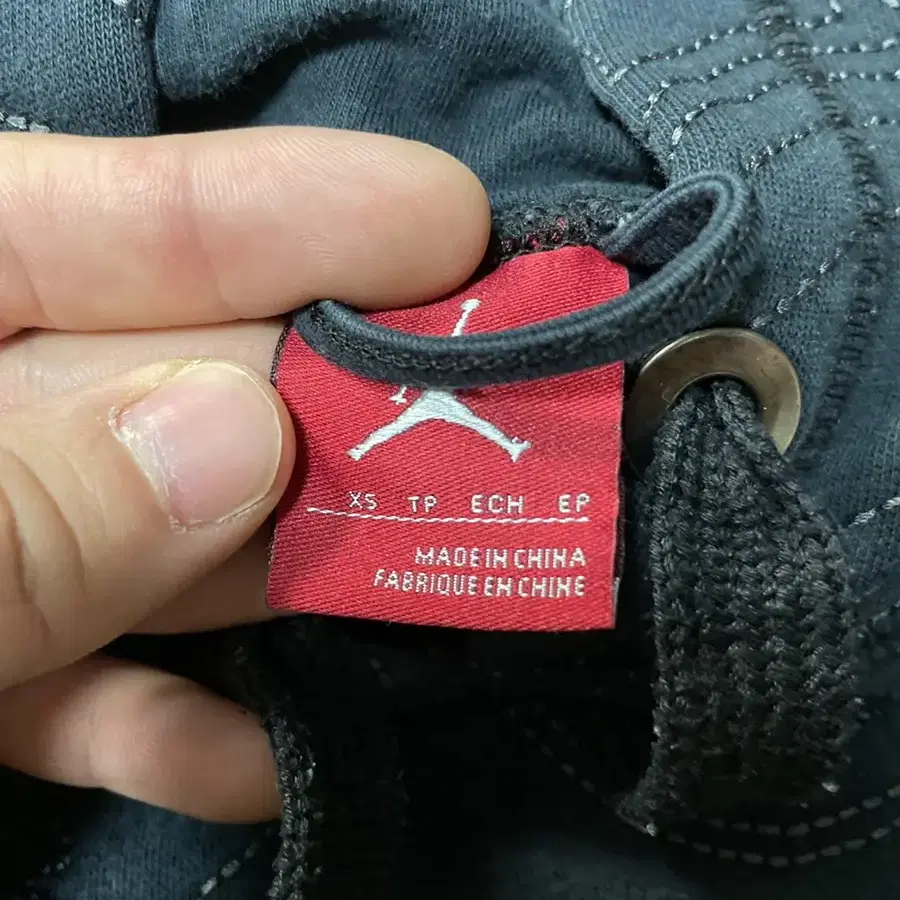 XS TP ECH EP
MADE IN CHINA
FABRIQUE EN CHINE